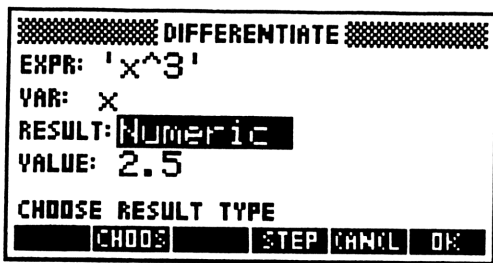 DIFFERENTIATE
EXPR: 'x^3'
VAR: x
RESULT: Numeric
VALUE: 2.5
CHOOSE RESULT TYPE
CHOOS STEP CANCL OK